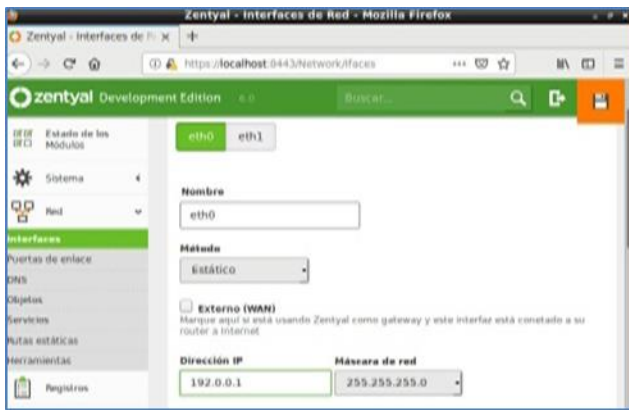 Zentyal - Interfaces de Red - Mozilla Firefox
Zentyal - Interfaces de R
https://localhost:8443/Network/Ifaces
zentyal Development Edition 6.0 Buscar...
eth0 eth1
Estado de los
Módulos
Sistema
Nombre
Red
eth0
Interfaces
Método
Puertas de enlace
Estático
DNS
Objetos
Externo (WAN)
Servicios
Marque aquí si está usando Zentyal como gateway y este interfaz está conectado a su
router a Internet
Rutas estáticas
Herramientas
Dirección IP Máscara de red
Registros
192.0.0.1 255.255.255.0